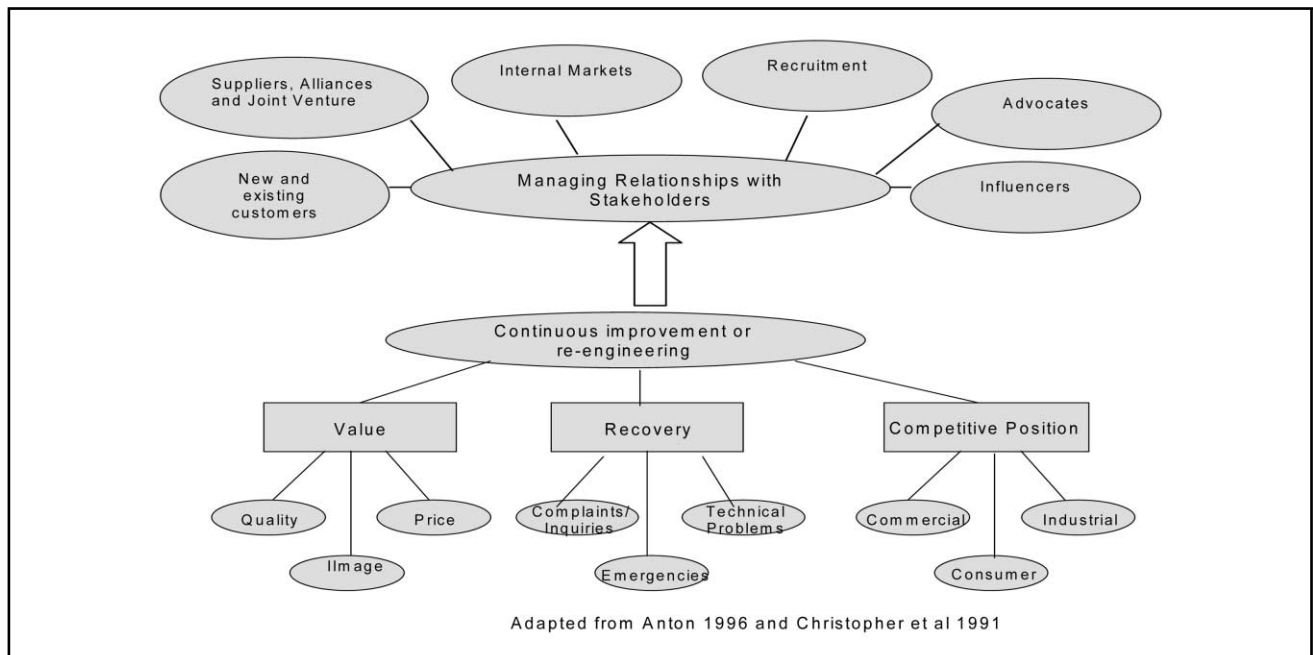 Suppliers, Alliances
and Joint Venture
Internal Markets
Recruitment
Advocates
New and
existing
customers
Managing Relationships with
Stakeholders
Influencers
Continuous improvement or
re-engineering
Value
Recovery
Competitive Position
Quality
IImage
Price
Complaints/
Inquiries
Emergencies
Technical
Problems
Commercial
Consumer
Industrial
Adapted from Anton 1996 and Christopher et al 1991